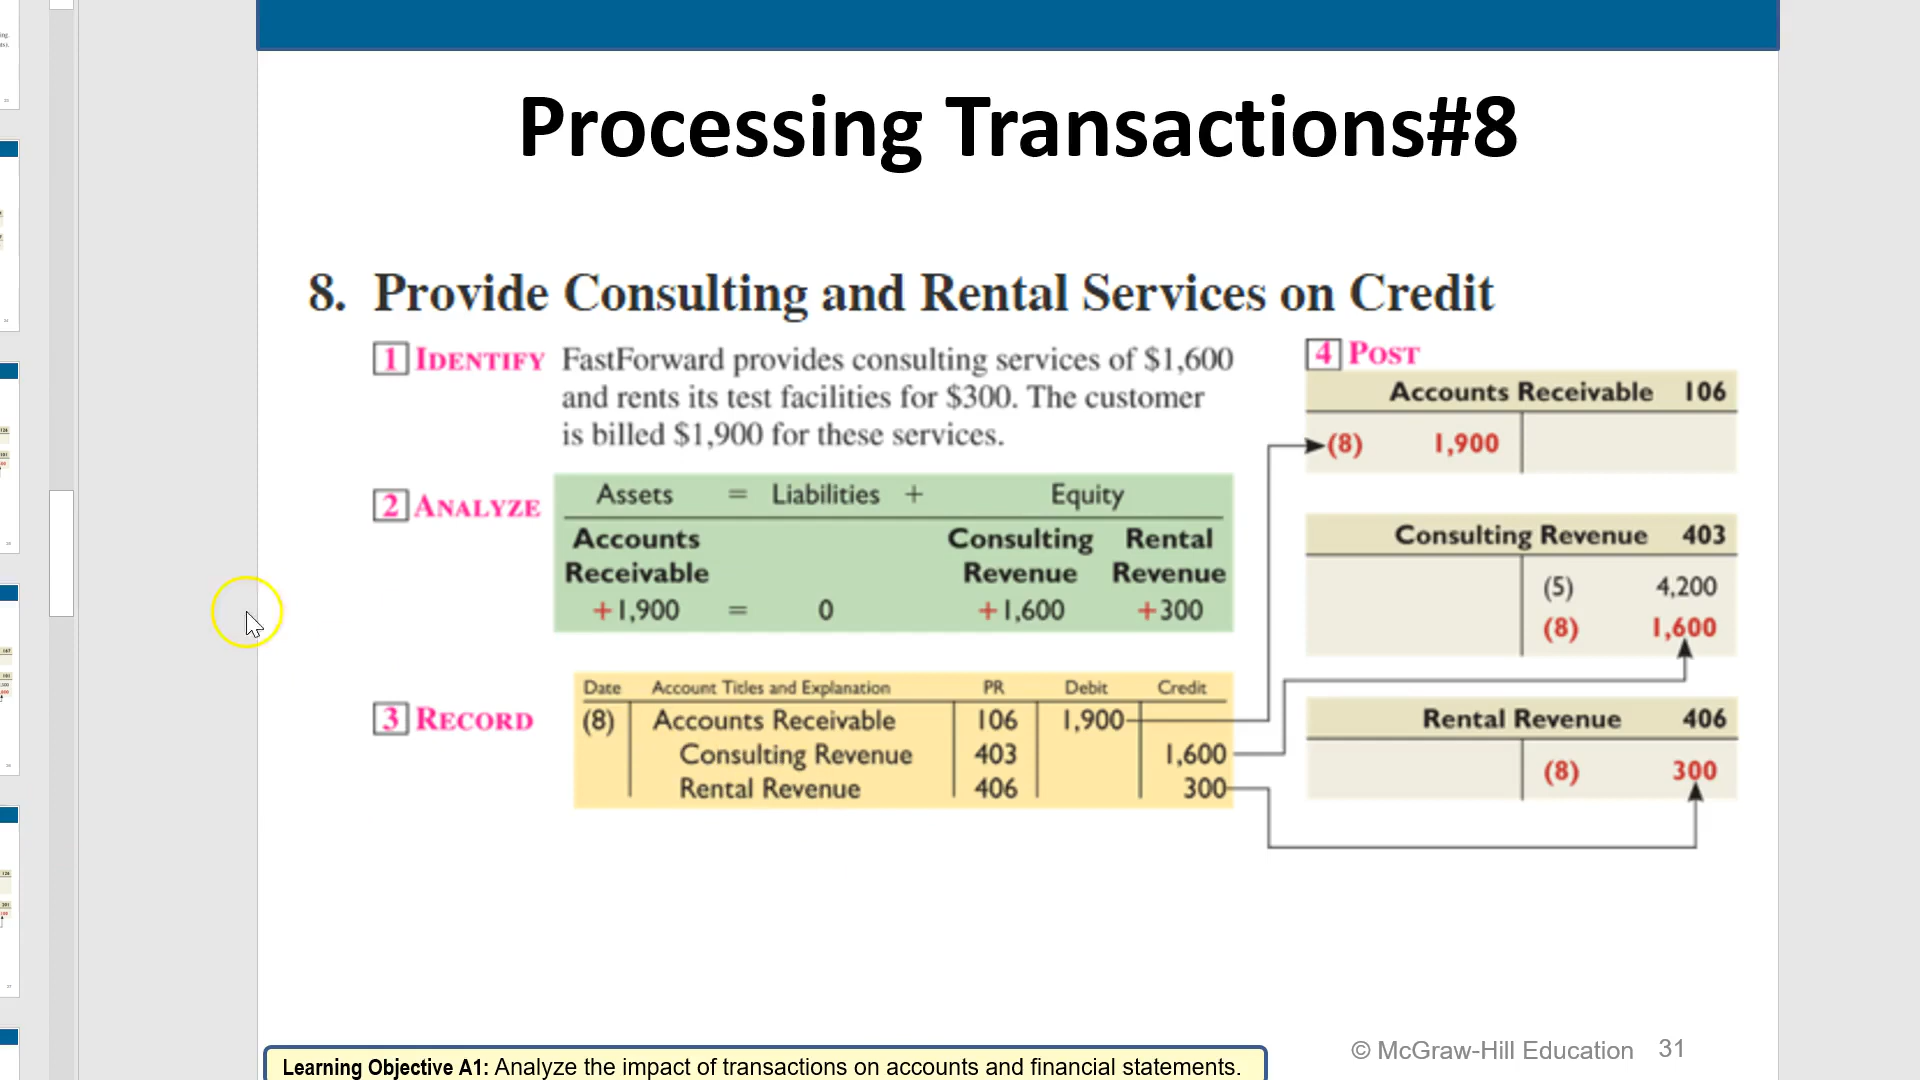 Processing Transactions#8
8. Provide Consulting and Rental Services on Credit
1 IDENTIFY FastForward provides consulting services of $1,600
and rents its test facilities for $300. The customer
is billed $1,900 for these services.
2 ANALYZE
Assets = Liabilities + Equity
Accounts Consulting Rental
Receivable Revenue Revenue
+1,900 = 0 +1,600 +300
3 RECORD
Date Account Titles and Explanation PR Debit Credit
(8) Accounts Receivable 106 1,900
Consulting Revenue 403 1,600
Rental Revenue 406 300
4 POST
Accounts Receivable 106
(8) 1,900
Consulting Revenue 403
(5) 4,200
(8) 1,600
Rental Revenue 406
(8) 300
© McGraw-Hill Education 31
Learning Objective A1: Analyze the impact of transactions on accounts and financial statements.